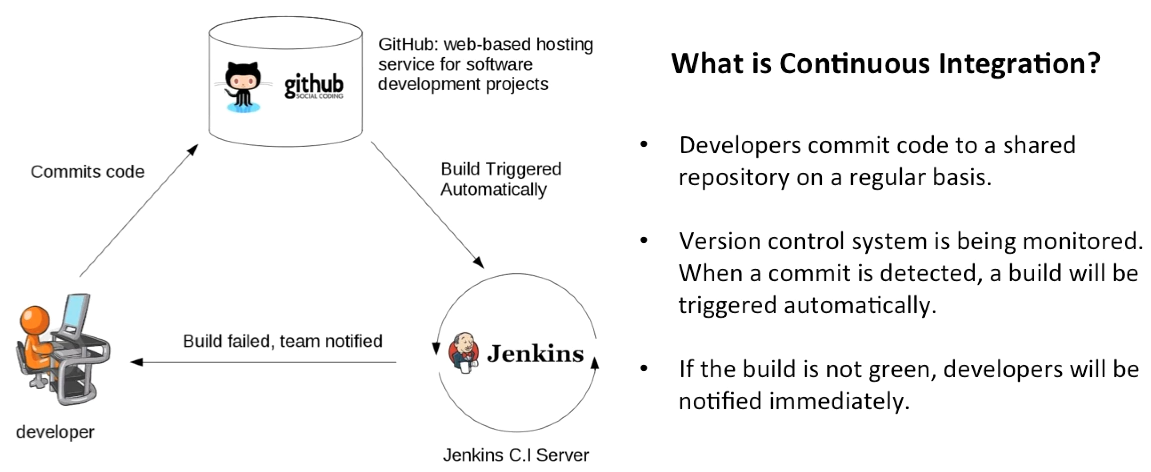 GitHub: web-based hosting
service for software
development projects
github
SOCIAL CODING
Commits code
Build Triggered
Automatically
Build failed, team notified
Jenkins
developer
Jenkins C.I Server
What is Continuous Integration?
• Developers commit code to a shared
repository on a regular basis.
• Version control system is being monitored.
When a commit is detected, a build will be
triggered automatically.
• If the build is not green, developers will be
notified immediately.